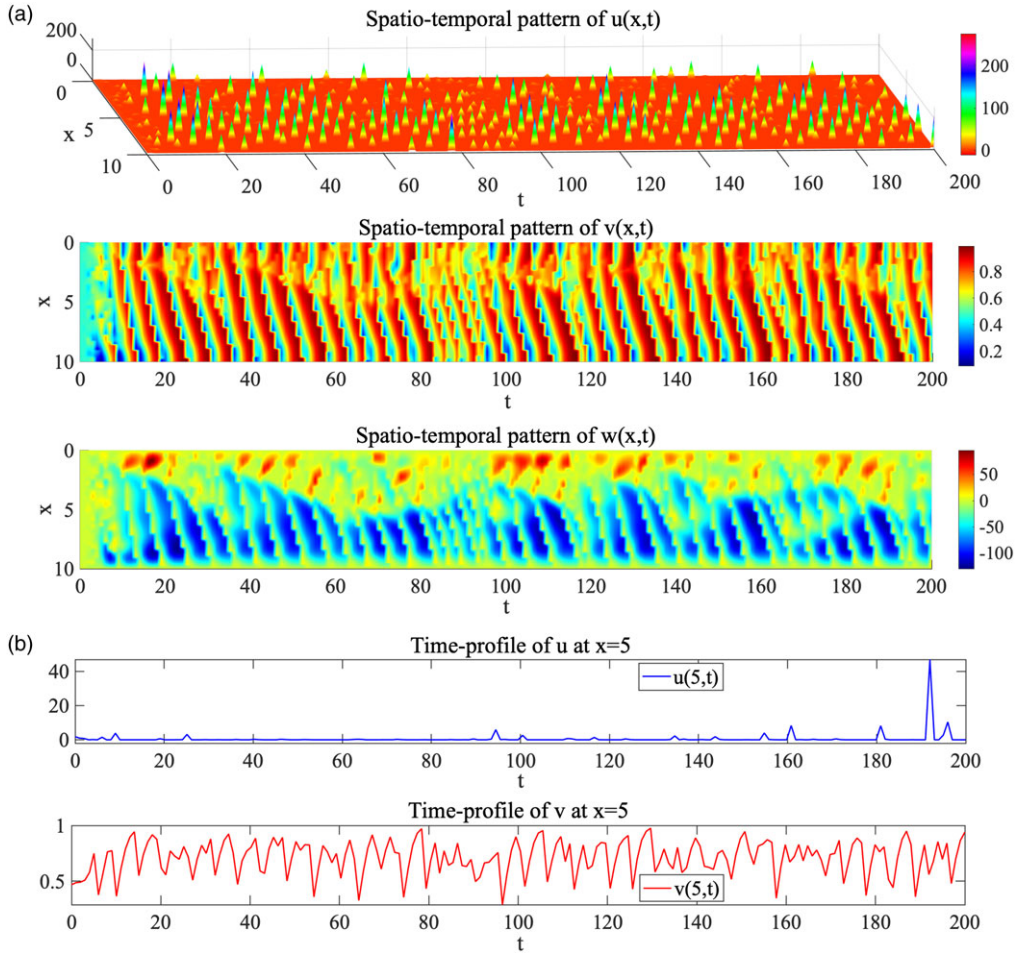 (a)
Spatio-temporal pattern of u(x,t)
200
0
0
5
10
x
0 20 40 60 80 100 120 140 160 180 200
t
200
100
0
Spatio-temporal pattern of v(x,t)
0
5
10
x
0 20 40 60 80 100 120 140 160 180 200
t
0.8
0.6
0.4
0.2
Spatio-temporal pattern of w(x,t)
0
5
10
x
0 20 40 60 80 100 120 140 160 180 200
t
50
0
-50
-100
(b)
Time-profile of u at x=5
40
20
0
u(5,t)
0 20 40 60 80 100 120 140 160 180 200
t
Time-profile of v at x=5
1
0.5
v(5,t)
0 20 40 60 80 100 120 140 160 180 200
t